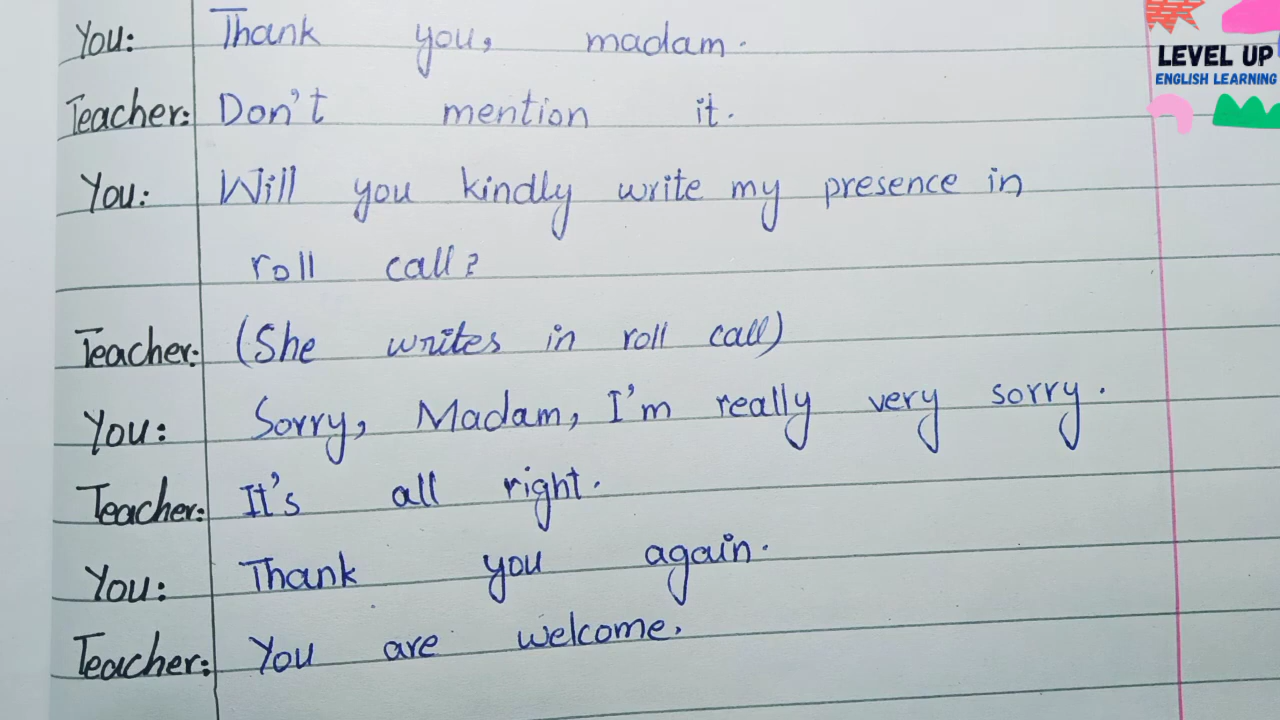 You: Thank you, madam.
Teacher: Don't mention it.
You: Will you kindly write my presence in
roll call?
Teacher: (She writes in roll call)
You: Sorry, Madam, I'm really very sorry.
Teacher: It's all right.
You: Thank you again.
Teacher: You are welcome.
LEVEL UP
ENGLISH LEARNING